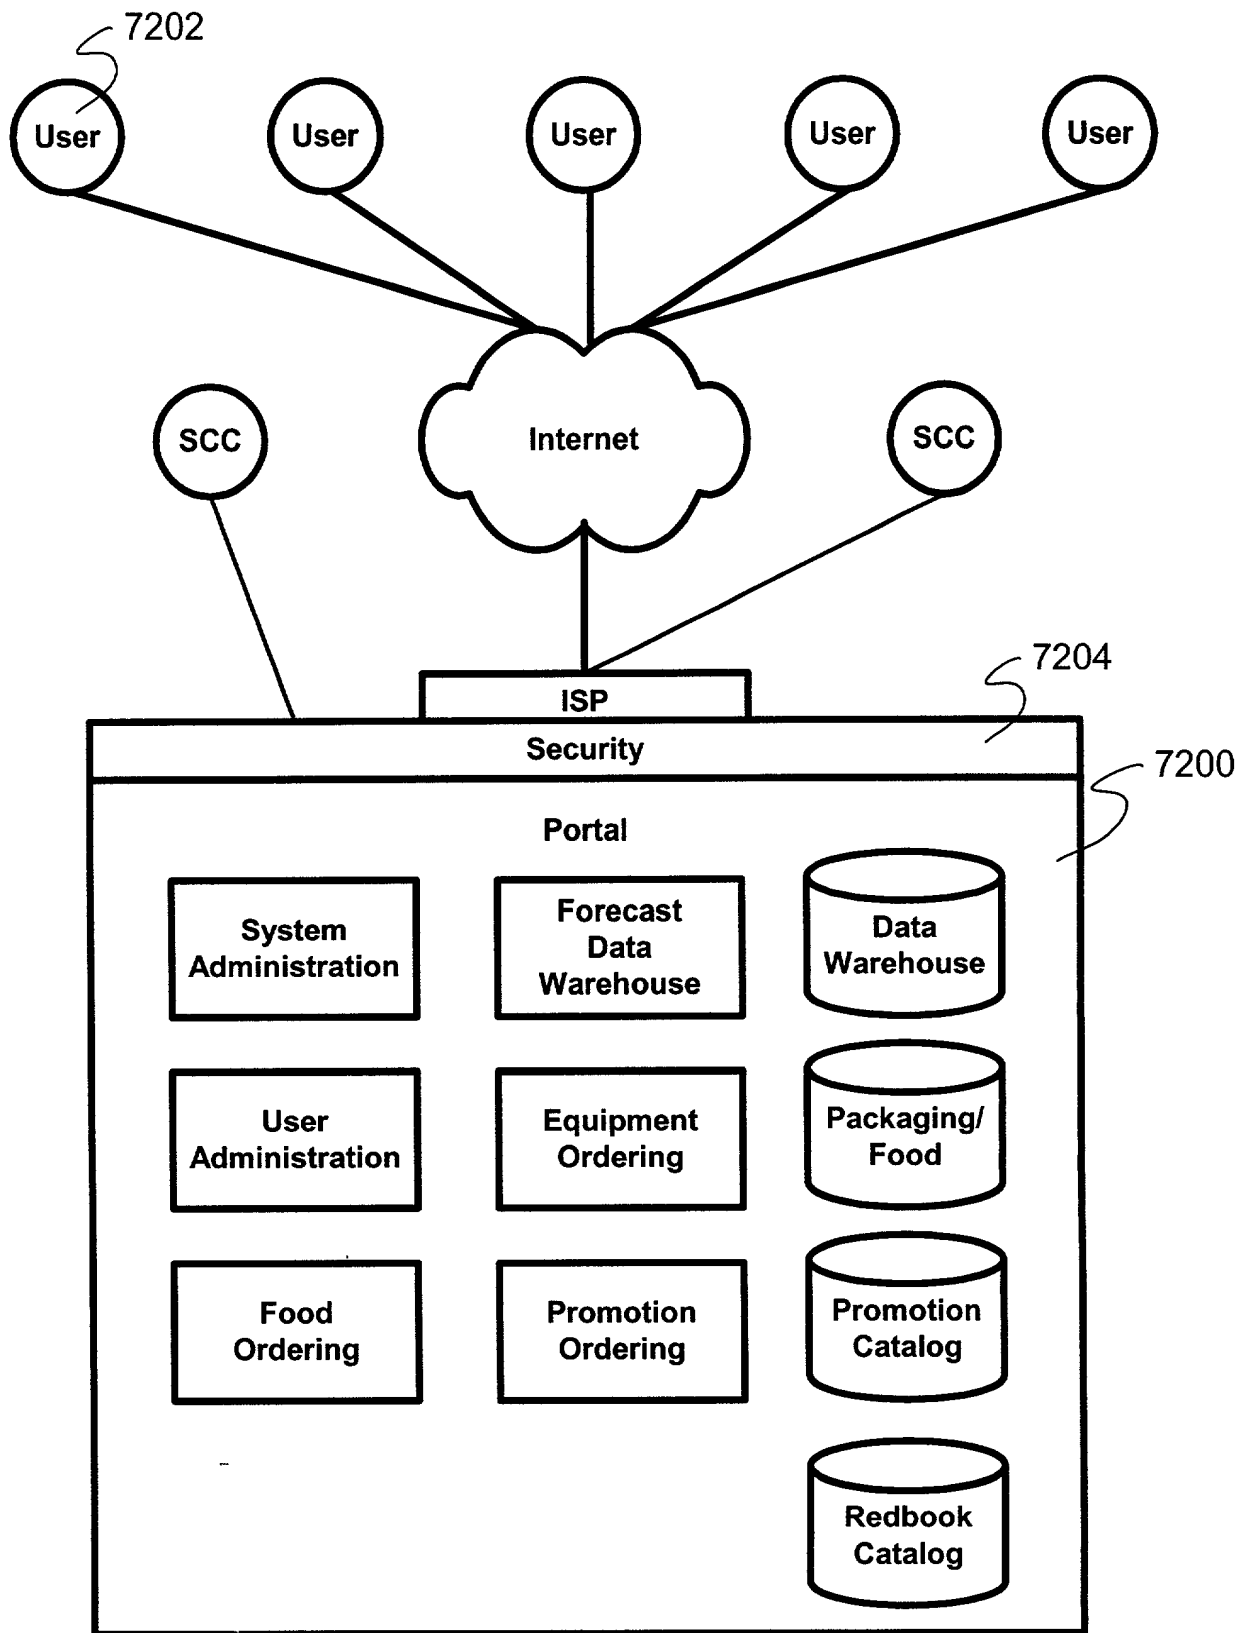 7202
User
User
User
User
User
SCC
Internet
SCC
ISP
7204
Security
7200
Portal
System
Administration
Forecast
Data
Warehouse
Data
Warehouse
User
Administration
Equipment
Ordering
Packaging/
Food
Food
Ordering
Promotion
Ordering
Promotion
Catalog
Redbook
Catalog